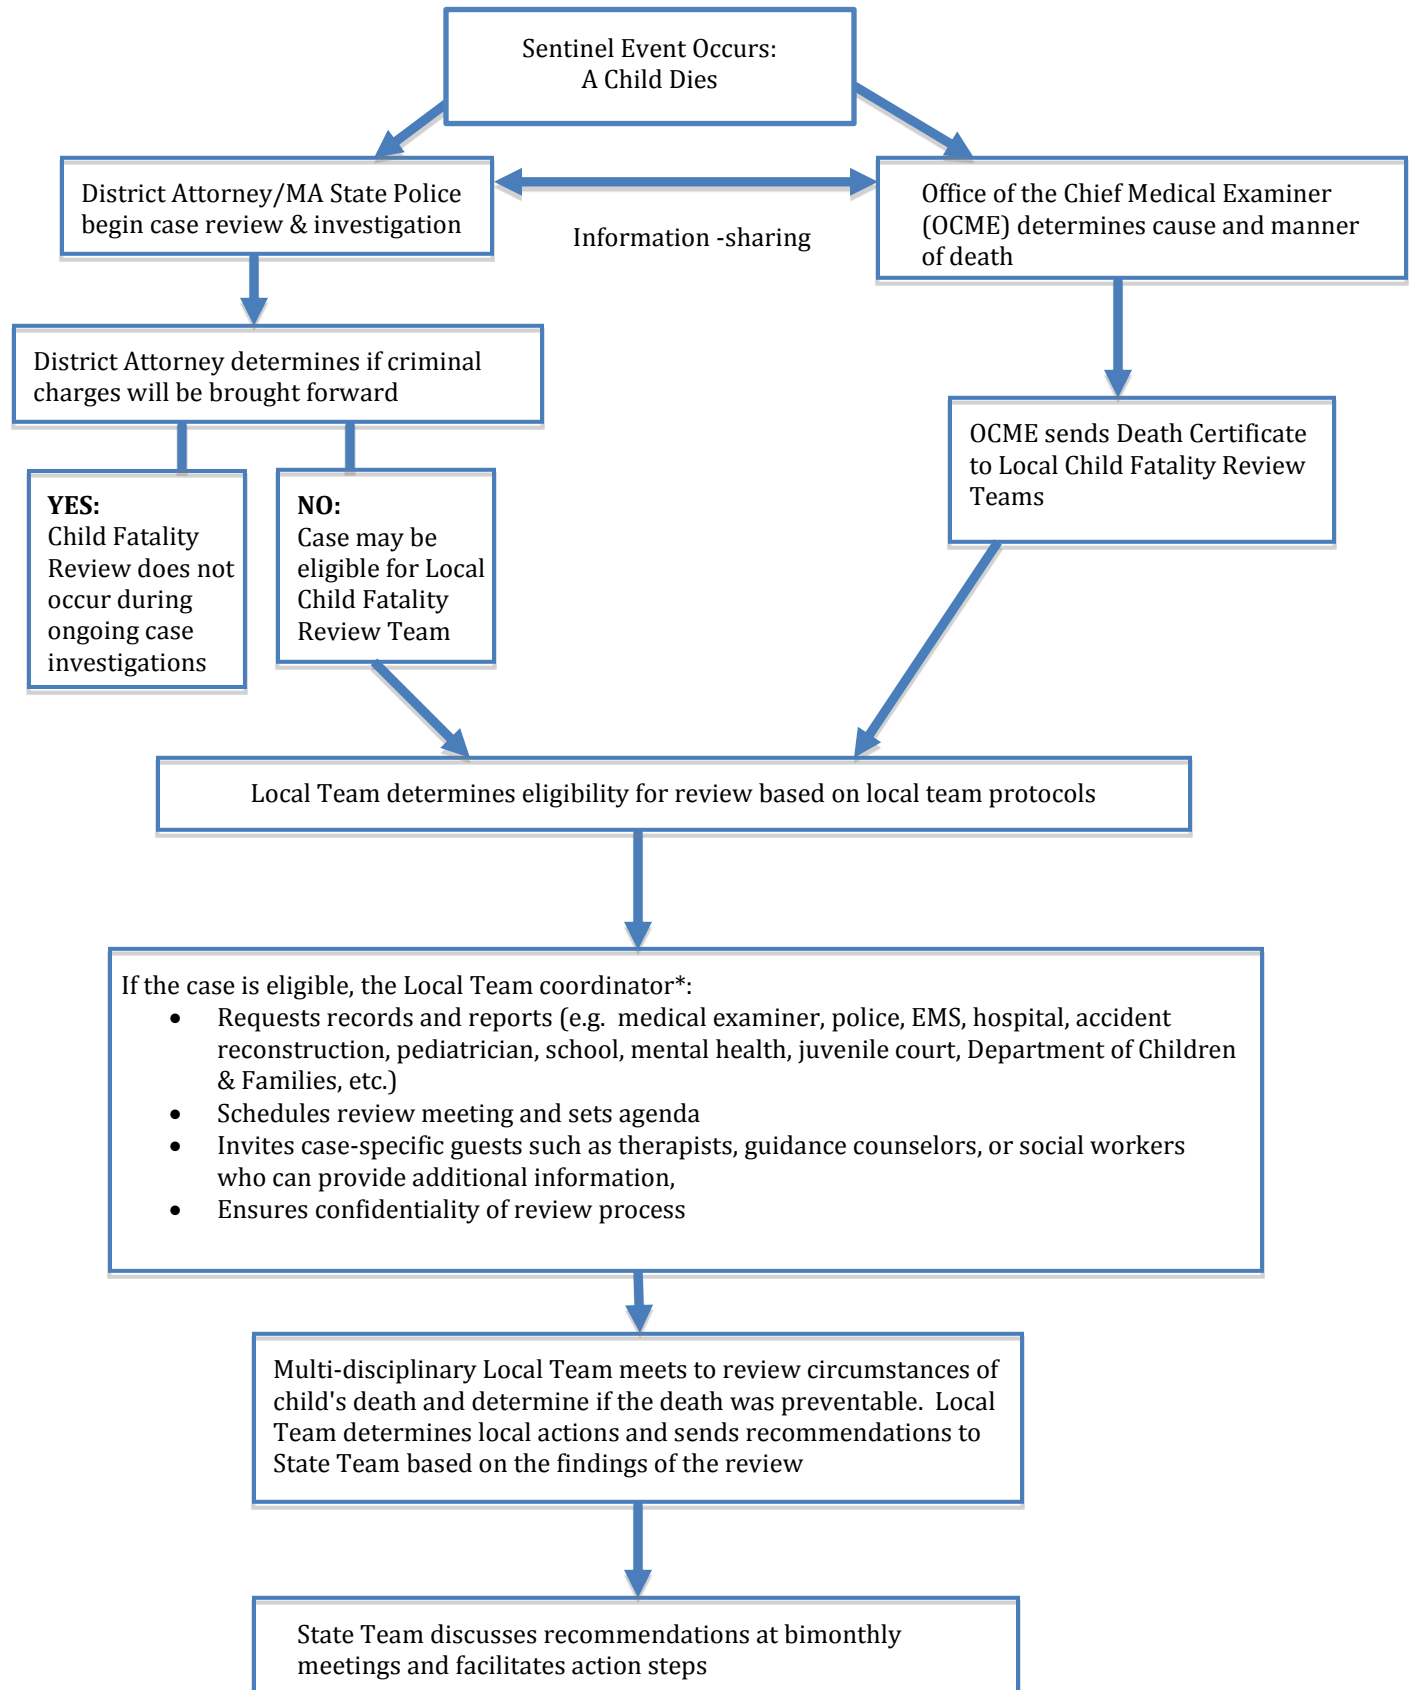 Sentinel Event Occurs:
A Child Dies
District Attorney/MA State Police
begin case review & investigation
Information -sharing
Office of the Chief Medical Examiner
(OCME) determines cause and manner
of death
District Attorney determines if criminal
charges will be brought forward
OCME sends Death Certificate
to Local Child Fatality Review
Teams
YES:
Child Fatality
Review does not
occur during
ongoing case
investigations
NO:
Case may be
eligible for Local
Child Fatality
Review Team
Local Team determines eligibility for review based on local team protocols
If the case is eligible, the Local Team coordinator*:
• Requests records and reports (e.g. medical examiner, police, EMS, hospital, accident
reconstruction, pediatrician, school, mental health, juvenile court, Department of Children
& Families, etc.)
• Schedules review meeting and sets agenda
• Invites case-specific guests such as therapists, guidance counselors, or social workers
who can provide additional information,
• Ensures confidentiality of review process
Multi-disciplinary Local Team meets to review circumstances of
child's death and determine if the death was preventable. Local
Team determines local actions and sends recommendations to
State Team based on the findings of the review
State Team discusses recommendations at bimonthly
meetings and facilitates action steps